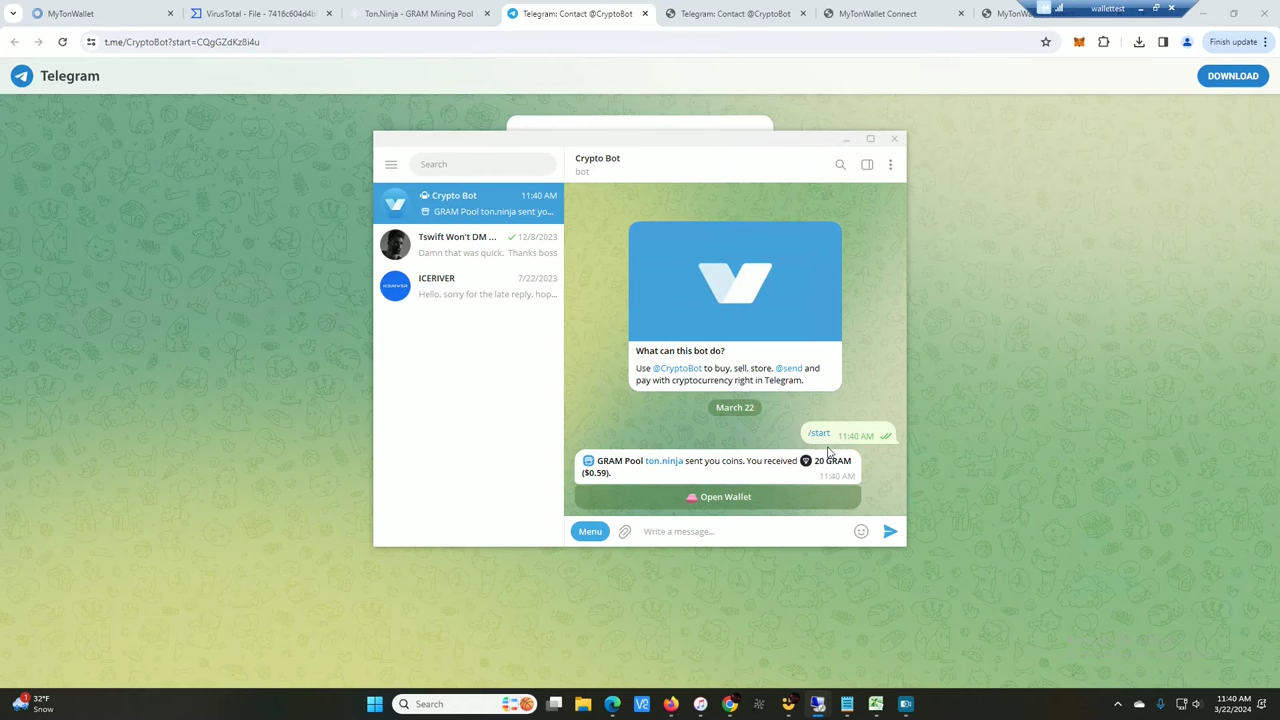 MyTonWallet
VirusTotal - File - 7416c604d4b
Ton.Ninja - GRAM Mining Pool
Telegram: Contact @CryptoBot
Telegram: Contact @CryptoBot
MyTonWallet Connect
MyTonWa
wallettest
t.me/CryptoBot?start=CQgGZdKz8i4u
Finish update
Telegram
DOWNLOAD
Search
Crypto Bot
bot
Crypto Bot 11:40 AM
GRAM Pool ton.ninja sent yo...
Tswift Won't DM ... 12/8/2023
Damn that was quick. Thanks boss
ICERIVER 7/22/2023
Hello, sorry for the late reply, hop...
ICERIVER
What can this bot do?
Use @CryptoBot to buy, sell, store, @send and
pay with cryptocurrency right in Telegram.
March 22
/start 11:40 AM
GRAM Pool ton.ninja sent you coins. You received 20 GRAM
($0.59).
11:40 AM
Open Wallet
Menu
Write a message...
1
32°F
Snow
Search
11:40 AM
3/22/2024